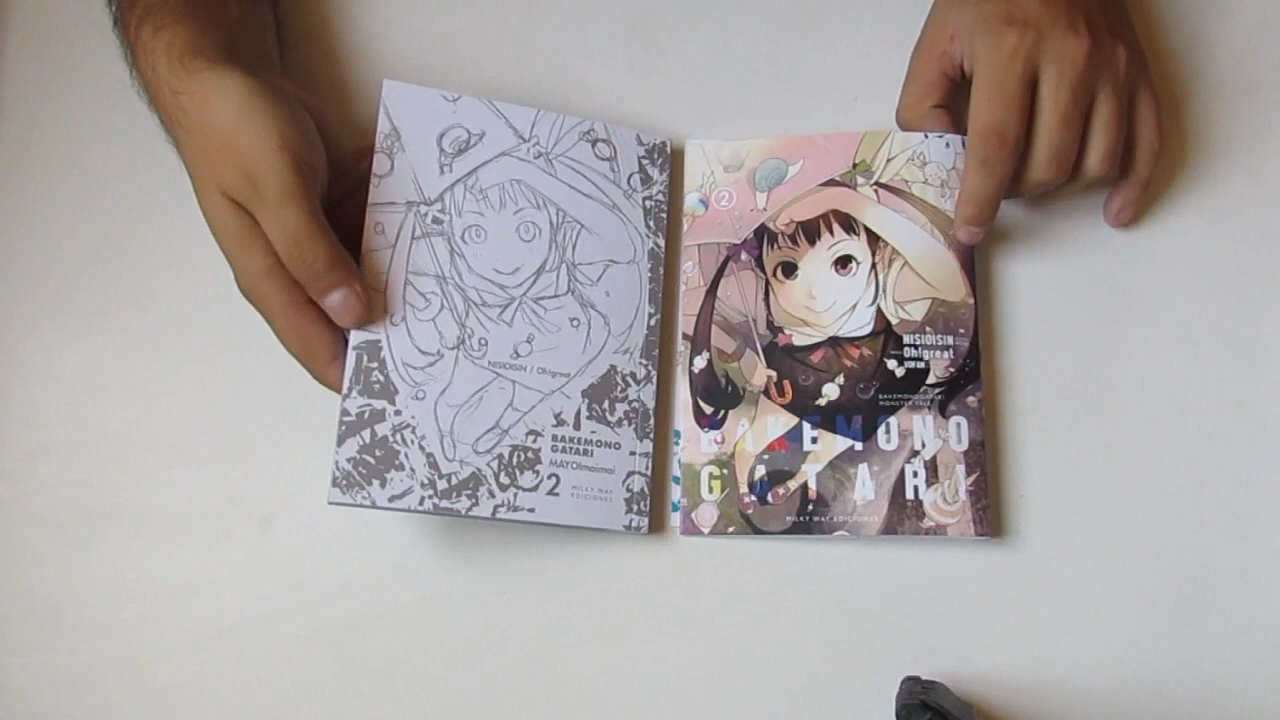 NISIOISIN / Oh!great
BAKEMONO
GATARI
MAYOImaimai
2
MILKY WAY
EDICIONES
2
NISIOISIN
Oh!great
VOFAN
BAKEMONOGATARI
MONSTER TALE
BAKEMONO
GATARI
MILKY WAY EDICIONES